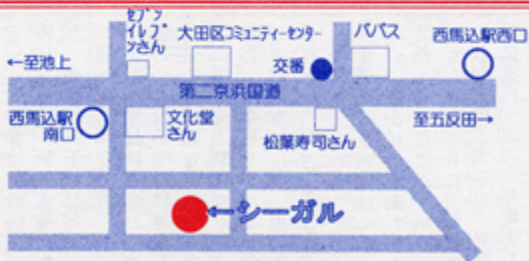 セブン
イレブ
ンさん
大田区コミュニティーセンター
パパス
西馬込駅西口
←至池上
交番
第二京浜国道
西馬込駅
南口
文化堂
さん
松葉寿司さん
至五反田→
←シーガル